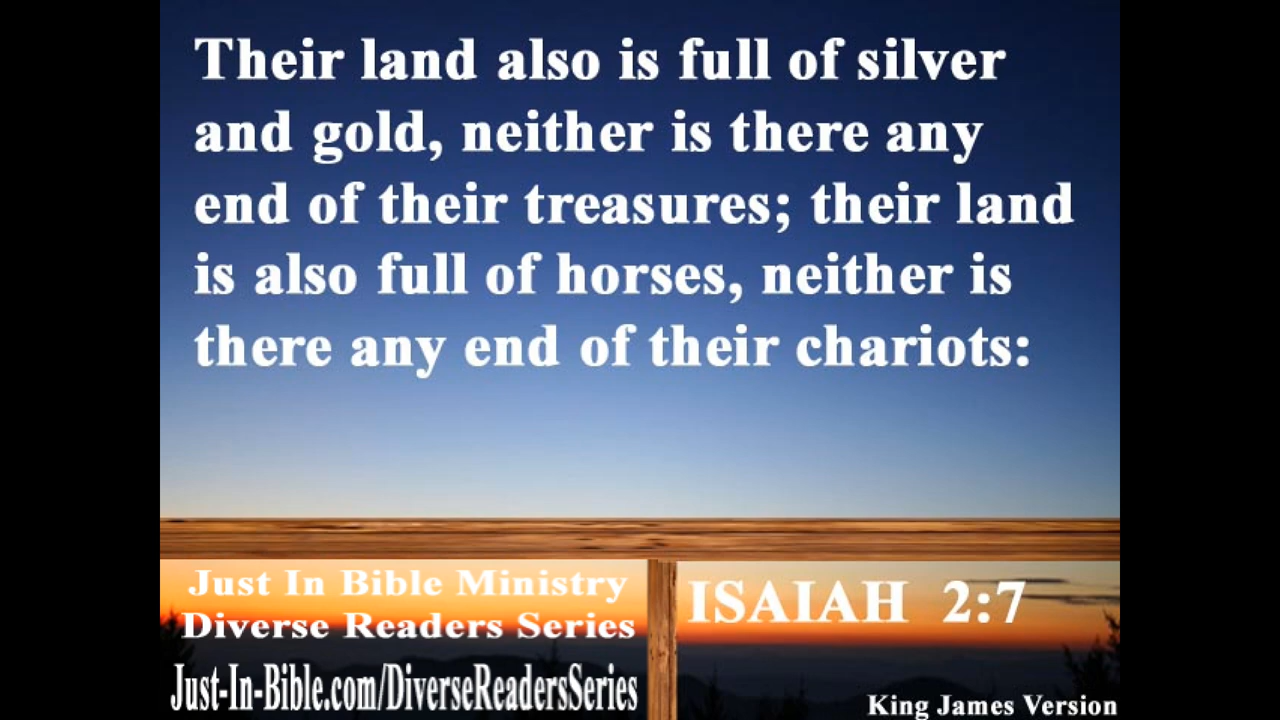 Their land also is full of silver
and gold, neither is there any
end of their treasures; their land
is also full of horses, neither is
there any end of their chariots:
Just In Bible Ministry
Diverse Readers Series
Just-In-Bible.com/DiverseReadersSeries
ISAIAH 2:7
King James Version